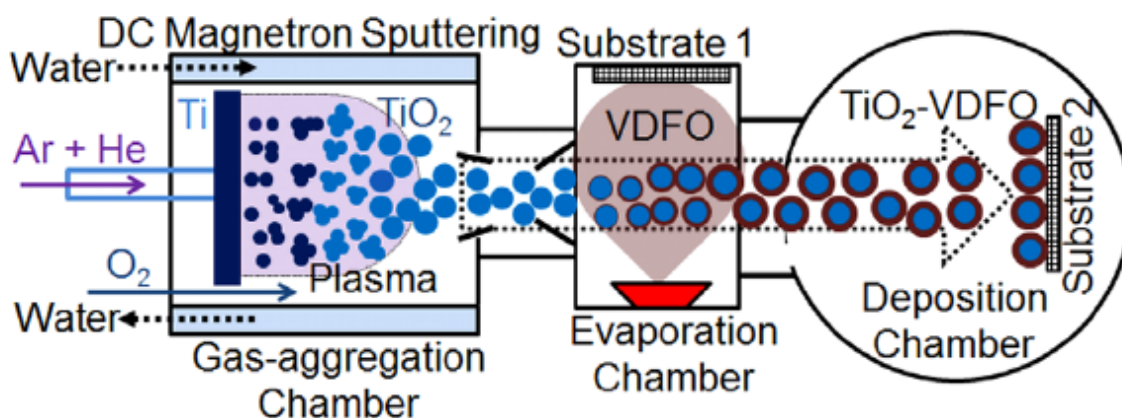 DC Magnetron Sputtering
Water
Ti
TiO₂
Ar + He
O₂
Plasma
Water
Gas-aggregation
Chamber
Substrate 1
VDFO
Evaporation
Chamber
TiO₂-VDFO
Substrate 2
Deposition
Chamber